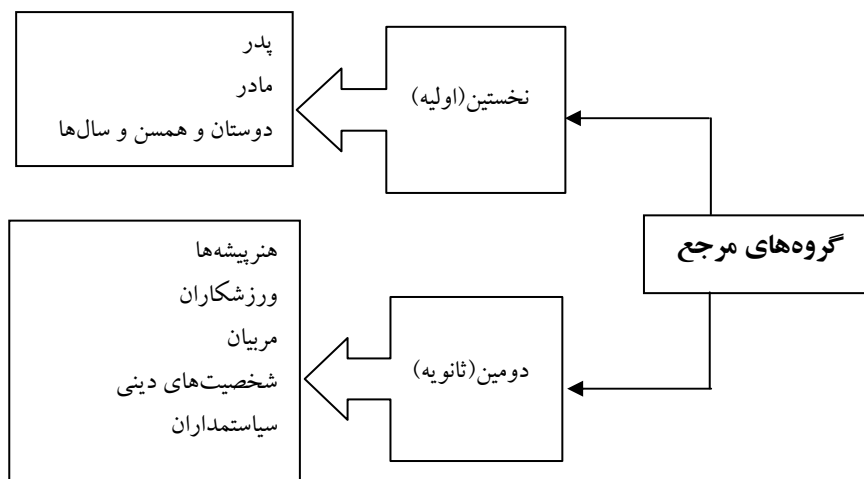 گروه‌های مرجع
نخستین(اولیه)
پدر
مادر
دوستان و همسن و سال‌ها
دومین(ثانویه)
هنرپیشه‌ها
ورزشکاران
مربیان
شخصیت‌های دینی
سیاستمداران